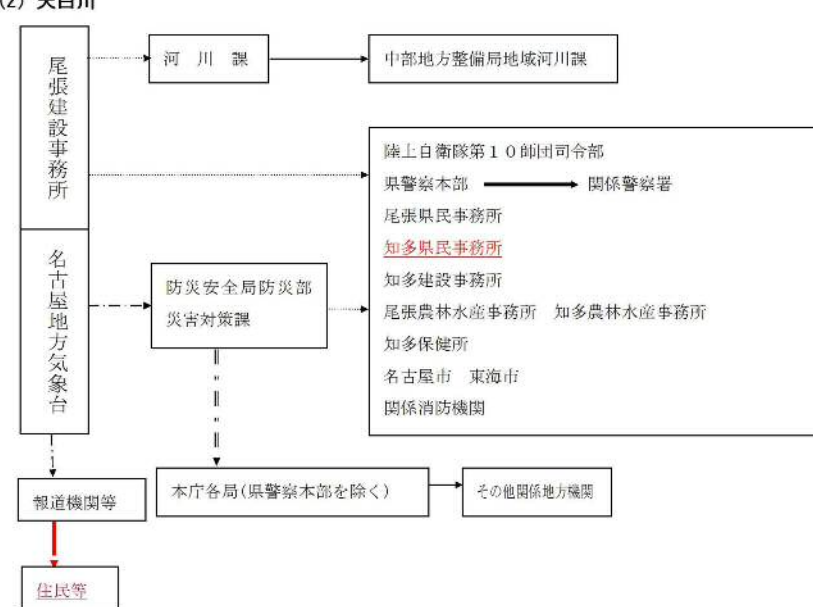 (2) 天白川
尾張建設事務所
河 川 課
中部地方整備局地域河川課
陸上自衛隊第10師団司令部
県警察本部 関係警察署
尾張県民事務所
知多県民事務所
知多建設事務所
尾張農林水産事務所 知多農林水産事務所
知多保健所
名古屋市 東海市
関係消防機関
名古屋地方気象台
防災安全局防災部
災害対策課
報道機関等
本庁各局(県警察本部を除く)
その他関係地方機関
住民等